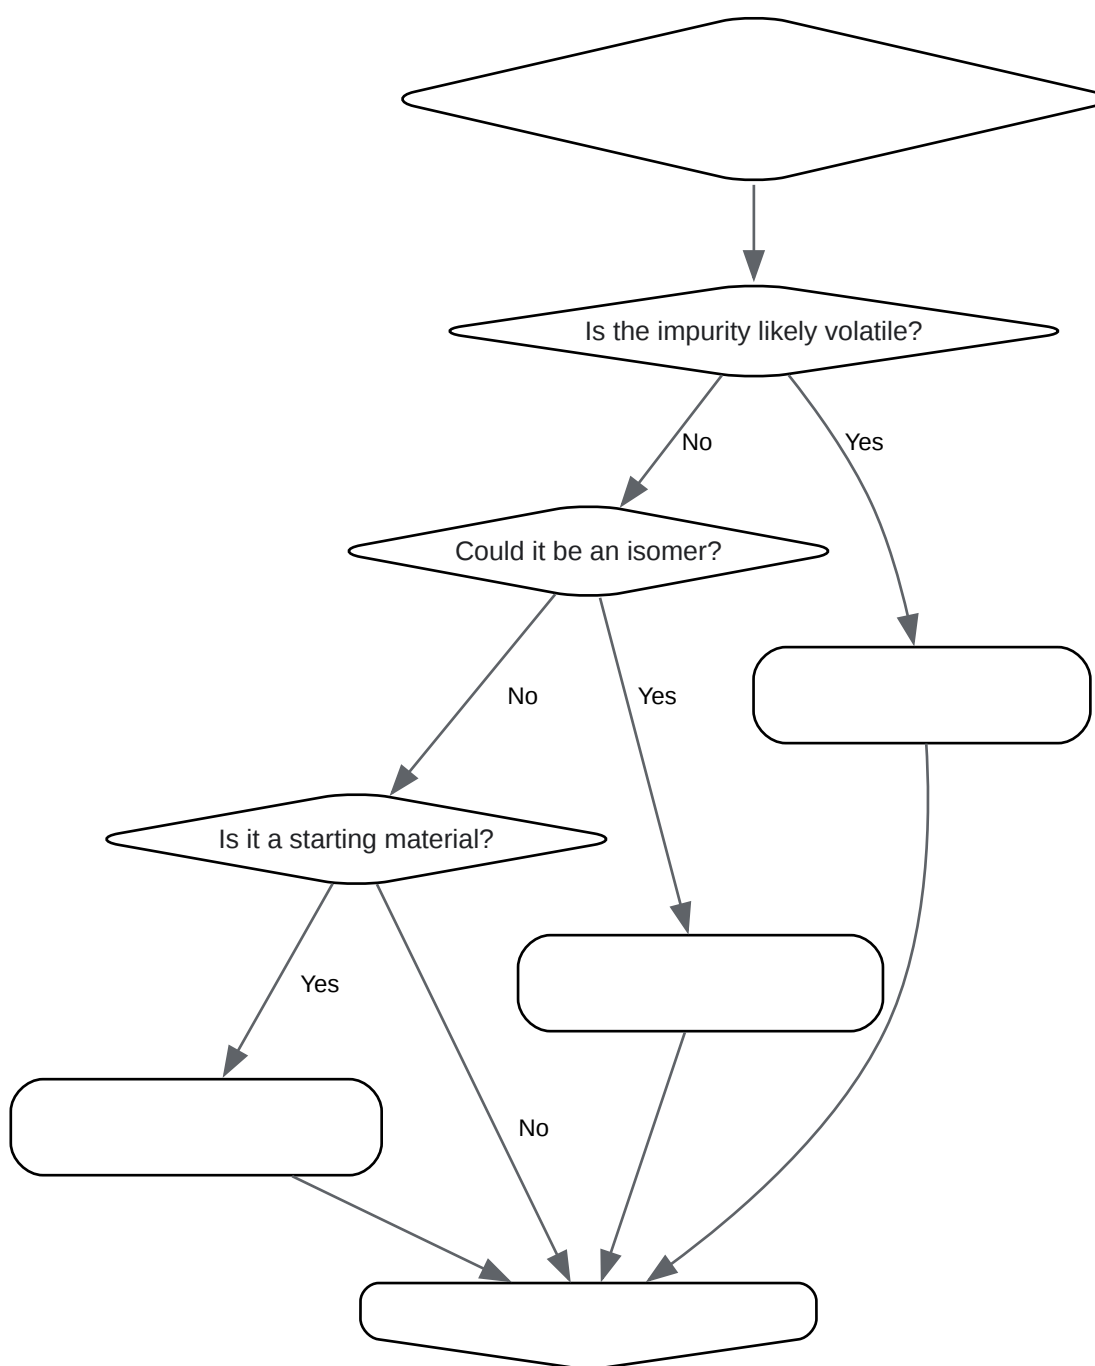 Is the impurity likely volatile?
No
Yes
Could it be an isomer?
No
Yes
Is it a starting material?
Yes
No